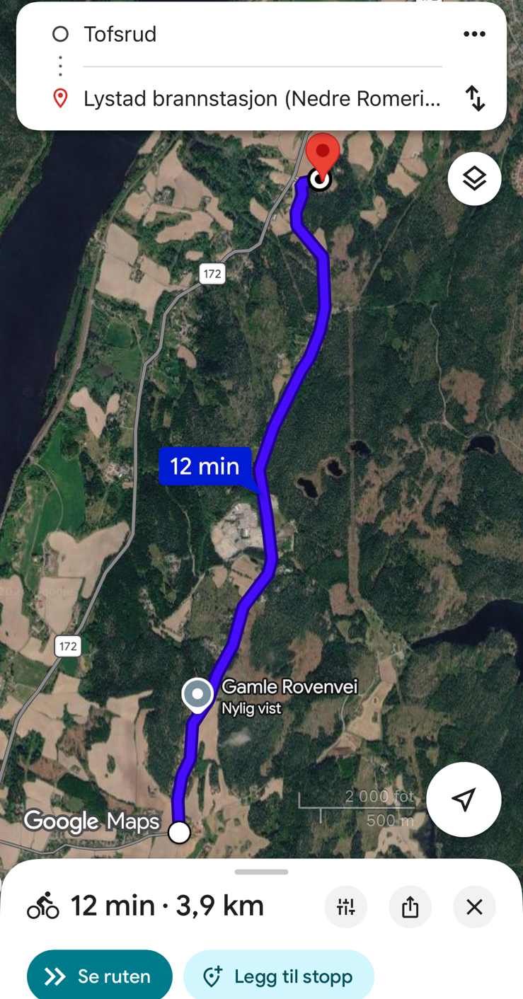 Tofsrud
Lystad brannstasjon (Nedre Romeri...
172
12 min
172
Gamle Rovenvei
Nylig vist
2 000 fot
500 m
Google Maps
12 min · 3,9 km
Se ruten
Legg til stopp